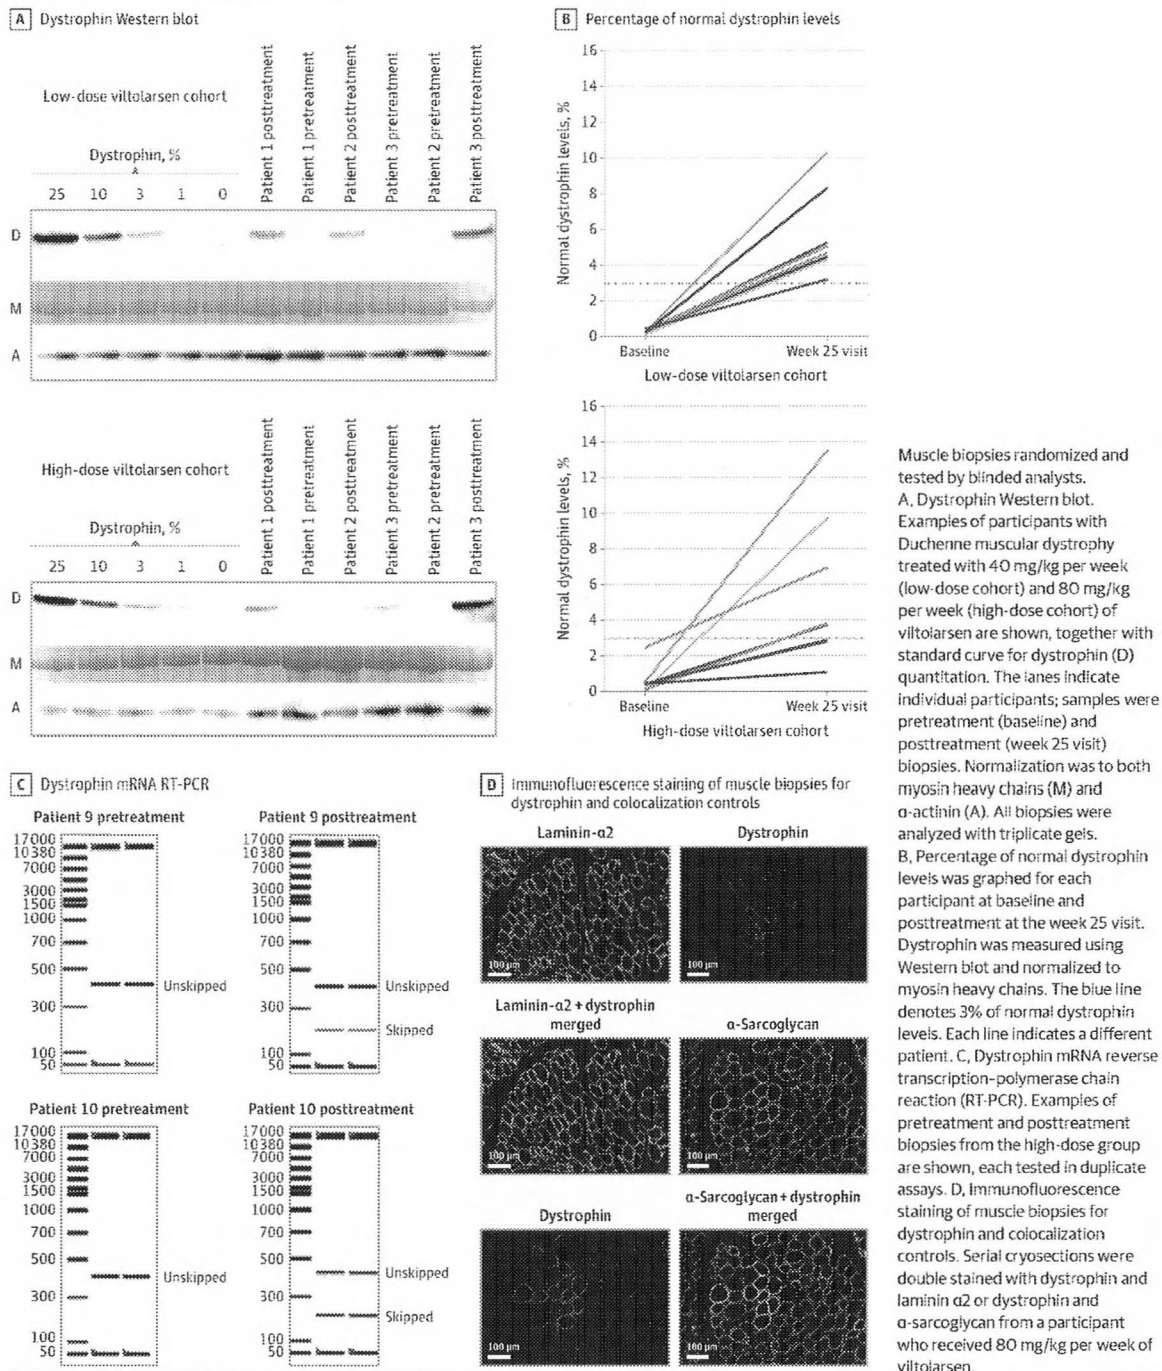 A Dystrophin Western blot
Low-dose viltolarsen cohort
Dystrophin, %
25 10 3 1 0
Patient 1 posttreatment
Patient 1 pretreatment
Patient 2 posttreatment
Patient 3 pretreatment
Patient 2 pretreatment
Patient 3 posttreatment
D
M
A
High-dose viltolarsen cohort
Dystrophin, %
25 10 3 1 0
Patient 1 posttreatment
Patient 1 pretreatment
Patient 2 posttreatment
Patient 3 pretreatment
Patient 2 pretreatment
Patient 3 posttreatment
D
M
A
B Percentage of normal dystrophin levels
Normal dystrophin levels, %
16
14
12
10
8
6
4
2
0
Baseline Week 25 visit
Low-dose viltolarsen cohort
Normal dystrophin levels, %
16
14
12
10
8
6
4
2
0
Baseline Week 25 visit
High-dose viltolarsen cohort
C Dystrophin mRNA RT-PCR
Patient 9 pretreatment
17000
10380
7000
3000
1500
1000
700
500
300
100
50
Unskipped
Patient 9 posttreatment
17000
10380
7000
3000
1500
1000
700
500
300
100
50
Unskipped
Skipped
Patient 10 pretreatment
17000
10380
7000
3000
1500
1000
700
500
300
100
50
Unskipped
Patient 10 posttreatment
17000
10380
7000
3000
1500
1000
700
500
300
100
50
Unskipped
Skipped
D Immunofluorescence staining of muscle biopsies for
dystrophin and colocalization controls
Laminin-α2
100 µm
Dystrophin
100 µm
Laminin-α2 + dystrophin
merged
100 µm
α-Sarcoglycan
100 µm
Dystrophin
100 µm
α-Sarcoglycan + dystrophin
merged
100 µm
Muscle biopsies randomized and
tested by blinded analysts.
A, Dystrophin Western blot.
Examples of participants with
Duchenne muscular dystrophy
treated with 40 mg/kg per week
(low-dose cohort) and 80 mg/kg
per week (high-dose cohort) of
viltolarsen are shown, together with
standard curve for dystrophin (D)
quantitation. The lanes indicate
individual participants; samples were
pretreatment (baseline) and
posttreatment (week 25 visit)
biopsies. Normalization was to both
myosin heavy chains (M) and
α-actinin (A). All biopsies were
analyzed with triplicate gels.
B, Percentage of normal dystrophin
levels was graphed for each
participant at baseline and
posttreatment at the week 25 visit.
Dystrophin was measured using
Western blot and normalized to
myosin heavy chains. The blue line
denotes 3% of normal dystrophin
levels. Each line indicates a different
patient. C, Dystrophin mRNA reverse
transcription-polymerase chain
reaction (RT-PCR). Examples of
pretreatment and posttreatment
biopsies from the high-dose group
are shown, each tested in duplicate
assays. D, Immunofluorescence
staining of muscle biopsies for
dystrophin and colocalization
controls. Serial cryosections were
double stained with dystrophin and
laminin α2 or dystrophin and
α-sarcoglycan from a participant
who received 80 mg/kg per week of
viltolarsen.